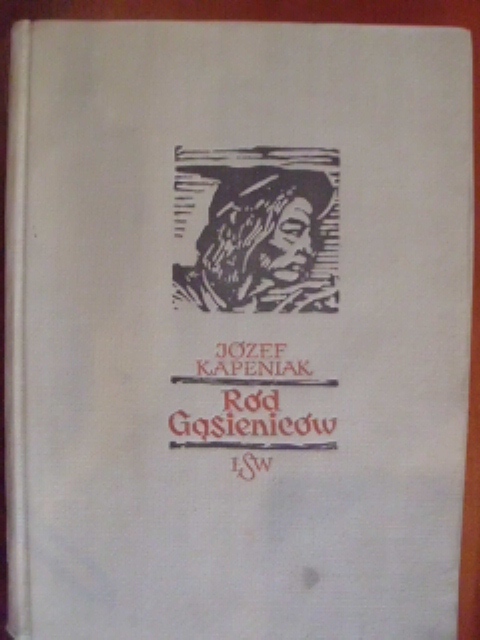 JÓZEF
KAPENIAK
Ród
Gąsieniców
LSW